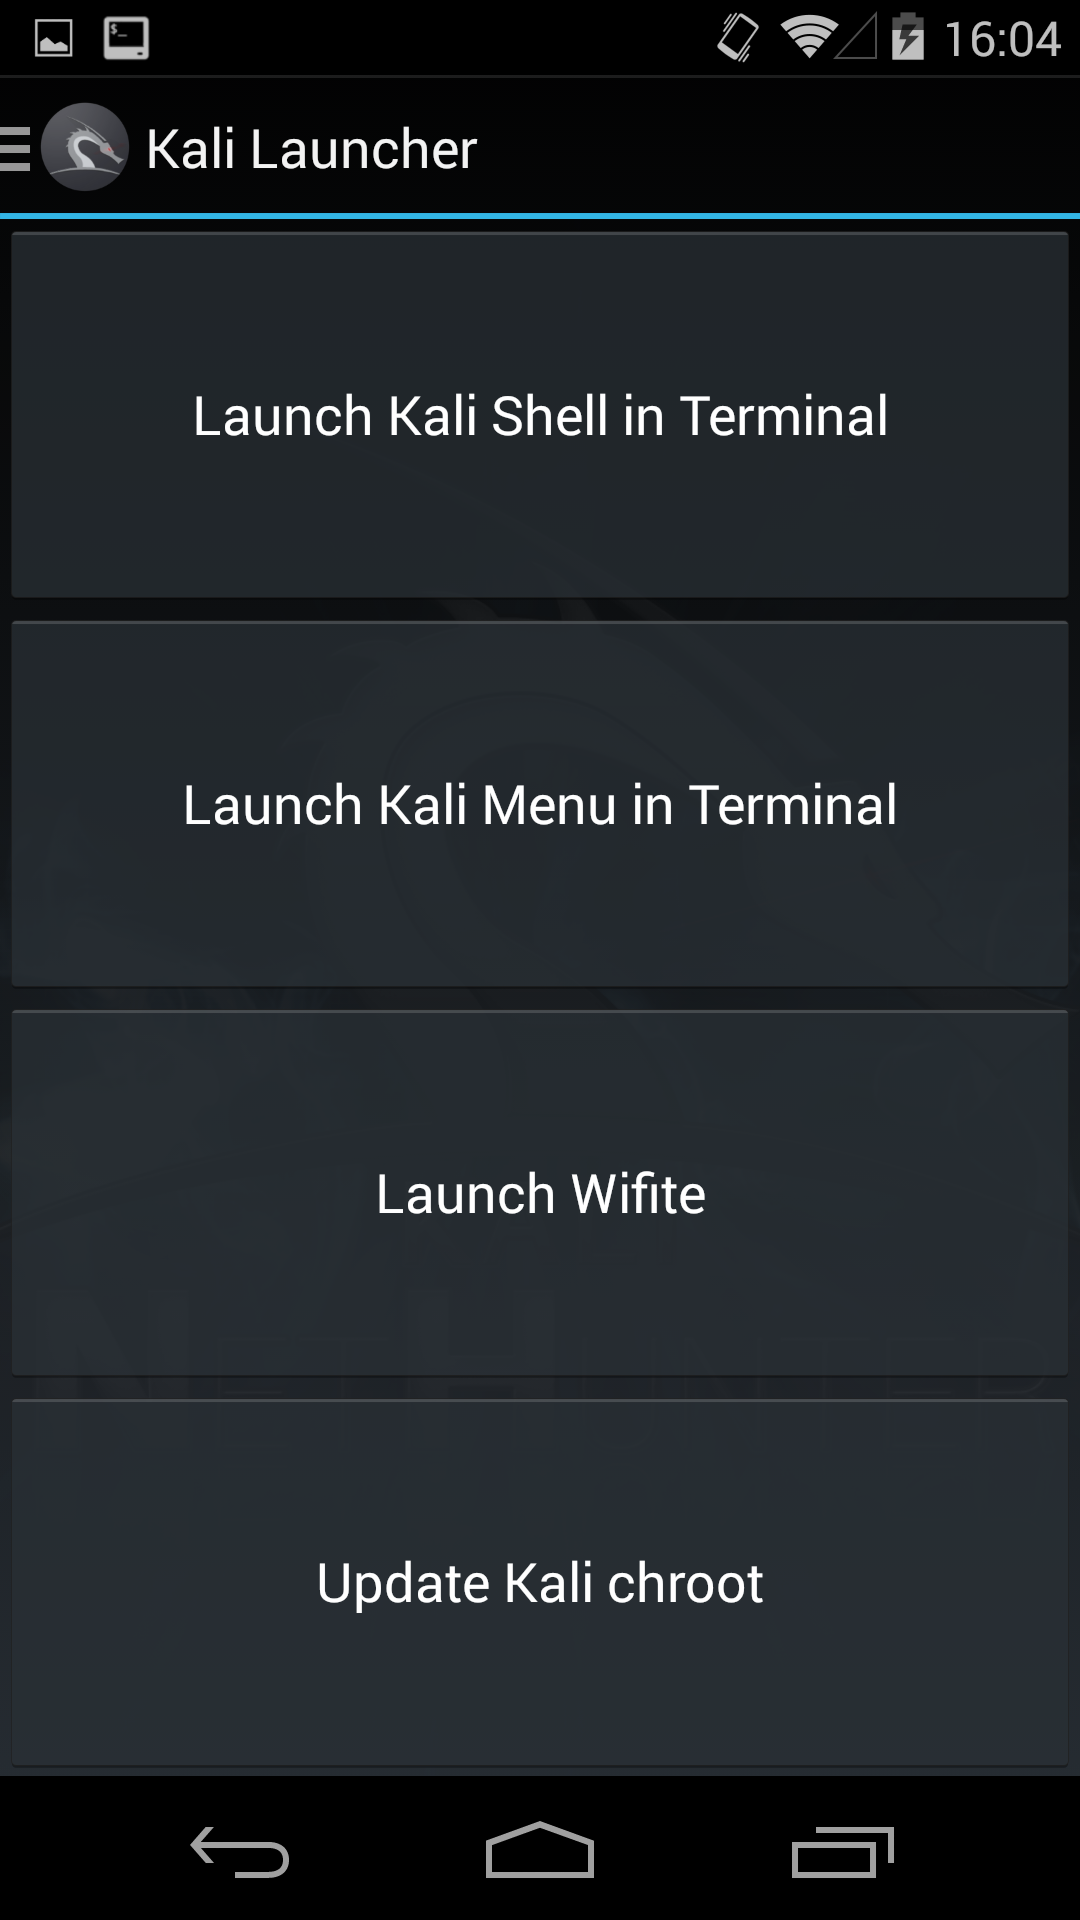 $_ 16:04
Kali Launcher
Launch Kali Shell in Terminal
Launch Kali Menu in Terminal
Launch Wifite
NETHUNTER
Update Kali chroot